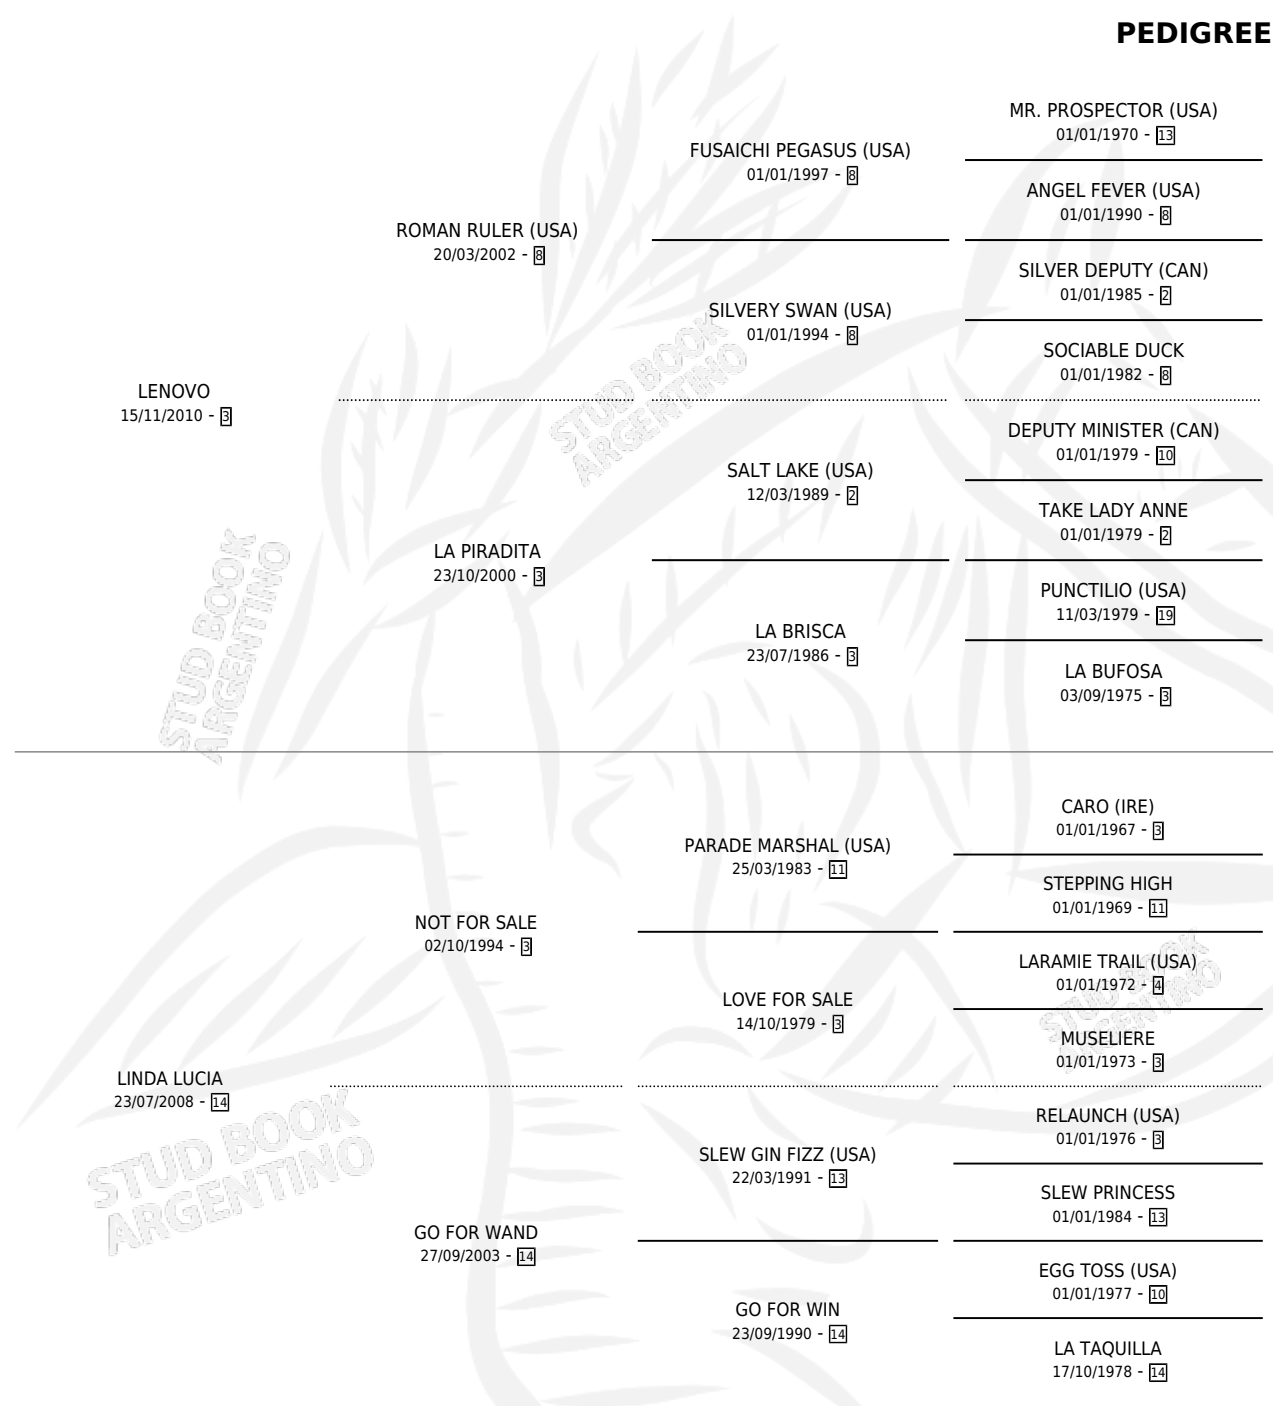 PEDIGREE
MR. PROSPECTOR (USA)
01/01/1970 - 13
FUSAICHI PEGASUS (USA)
01/01/1997 - 8
ANGEL FEVER (USA)
01/01/1990 - 8
ROMAN RULER (USA)
20/03/2002 - 8
SILVER DEPUTY (CAN)
01/01/1985 - 2
SILVERY SWAN (USA)
01/01/1994 - 8
SOCIABLE DUCK
01/01/1982 - 8
LENOVO
15/11/2010 - 3
DEPUTY MINISTER (CAN)
01/01/1979 - 10
SALT LAKE (USA)
12/03/1989 - 2
TAKE LADY ANNE
01/01/1979 - 2
LA PIRADITA
23/10/2000 - 3
PUNCTILIO (USA)
11/03/1979 - 19
LA BRISCA
23/07/1986 - 3
LA BUFOSA
03/09/1975 - 3
CARO (IRE)
01/01/1967 - 3
PARADE MARSHAL (USA)
25/03/1983 - 11
STEPPING HIGH
01/01/1969 - 11
NOT FOR SALE
02/10/1994 - 3
LARAMIE TRAIL (USA)
01/01/1972 - 4
LOVE FOR SALE
14/10/1979 - 3
MUSELIERE
01/01/1973 - 3
LINDA LUCIA
23/07/2008 - 14
RELAUNCH (USA)
01/01/1976 - 3
SLEW GIN FIZZ (USA)
22/03/1991 - 13
SLEW PRINCESS
01/01/1984 - 13
GO FOR WAND
27/09/2003 - 14
EGG TOSS (USA)
01/01/1977 - 10
GO FOR WIN
23/09/1990 - 14
LA TAQUILLA
17/10/1978 - 14
STUD BOOK
ARGENTINO
STUD BOOK
ARGENTINO
STUD BOOK
ARGENTINO
STUD BOOK
ARGENTINO